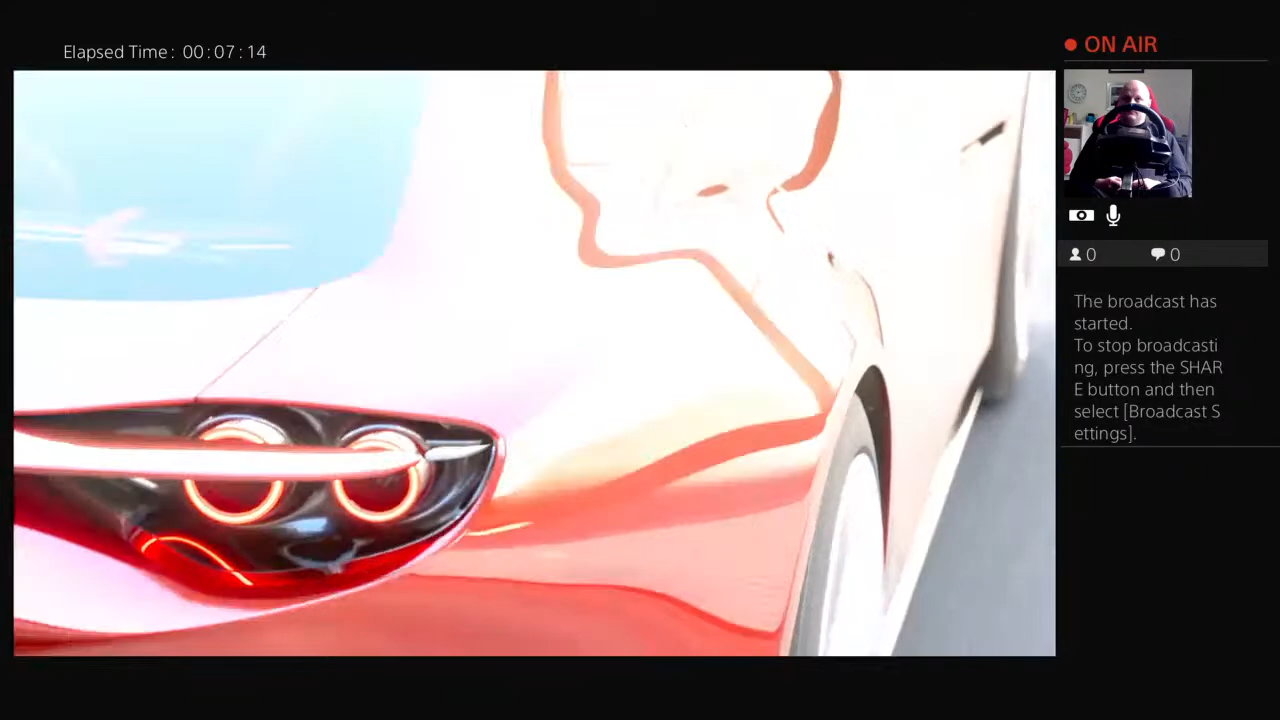 Elapsed Time: 00:07:14
ON AIR
0 0
The broadcast has
started.
To stop broadcasti
ng, press the SHAR
E button and then
select [Broadcast S
ettings].